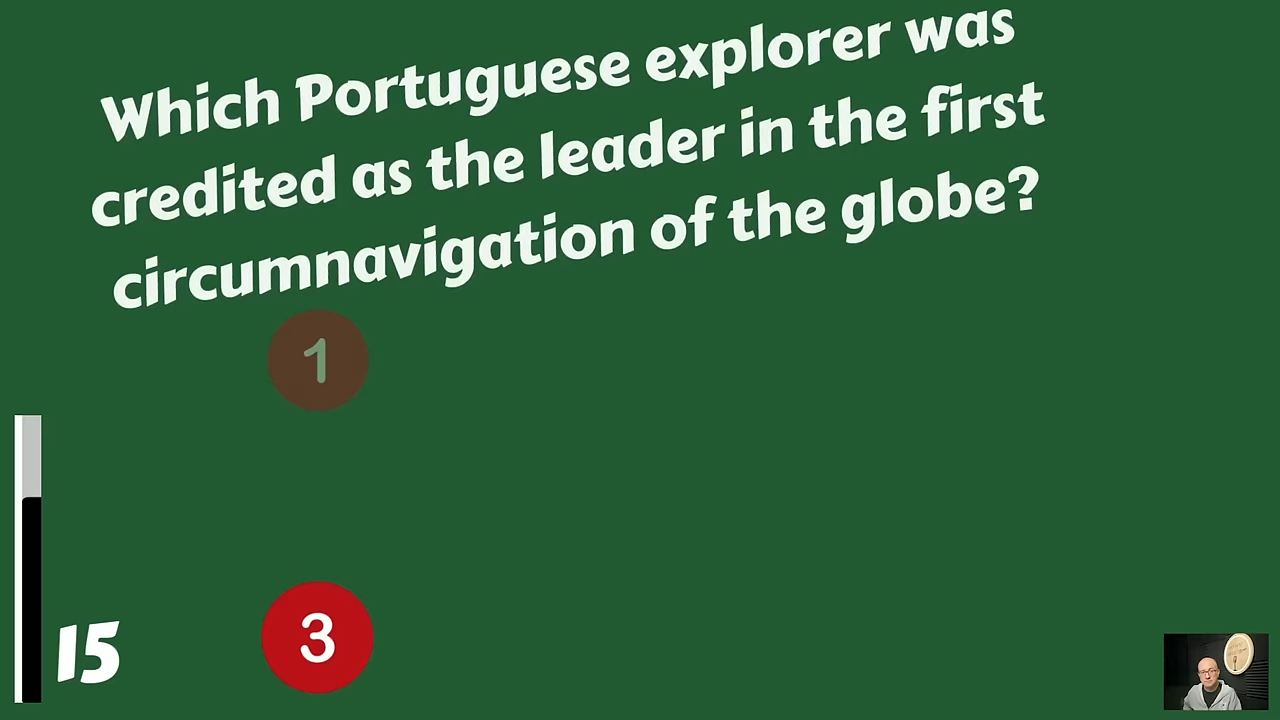 Which Portuguese explorer was
credited as the leader in the first
circumnavigation of the globe?
1
3
15